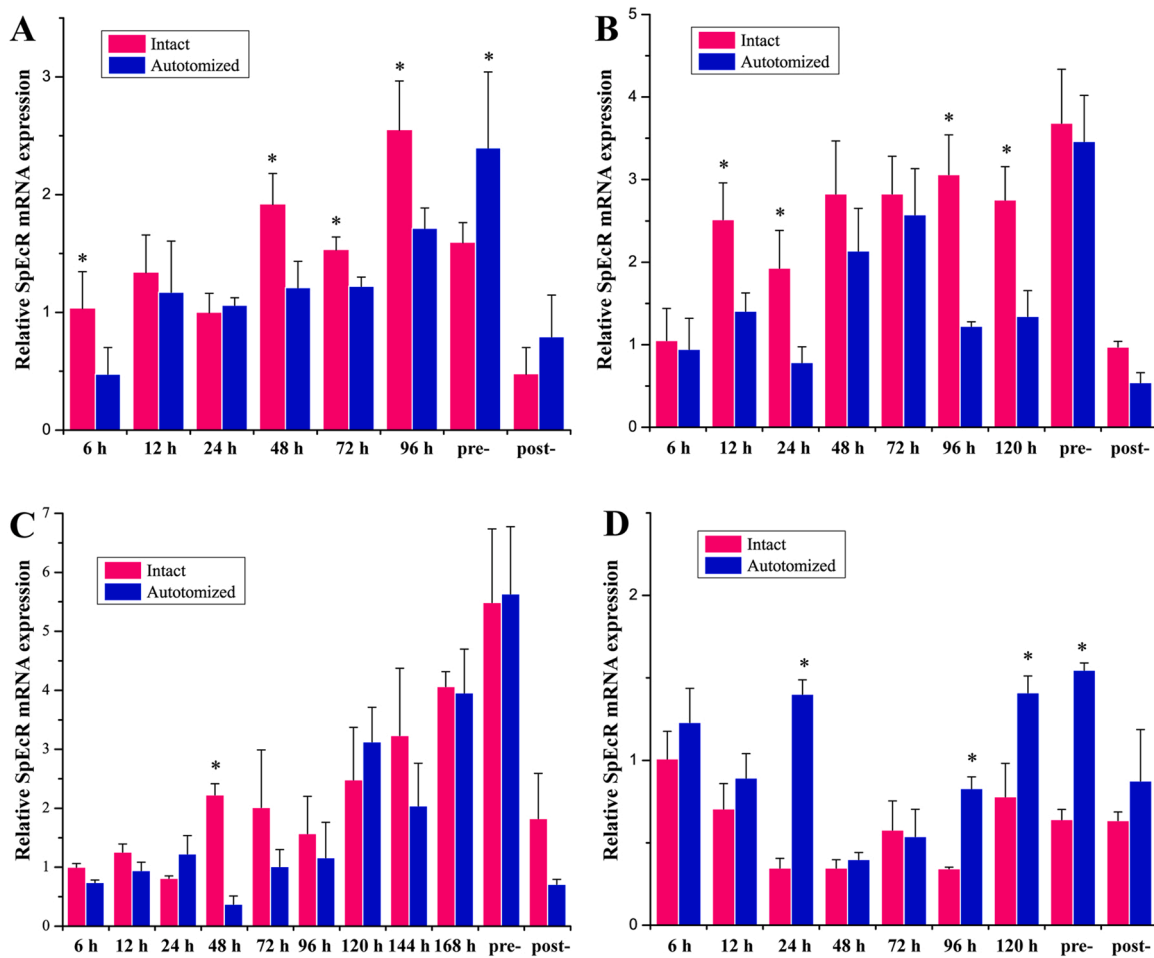 A
Intact
Autotomized
Relative SpEcR mRNA expression
3
2
1
0
* * * * *
6 h 12 h 24 h 48 h 72 h 96 h pre- post-
B
Intact
Autotomized
Relative SpEcR mRNA expression
5
4
3
2
1
0
* * * *
6 h 12 h 24 h 48 h 72 h 96 h 120 h pre- post-
C
Intact
Autotomized
Relative SpEcR mRNA expression
7
6
5
4
3
2
1
0
*
6 h 12 h 24 h 48 h 72 h 96 h 120 h 144 h 168 h pre- post-
D
Intact
Autotomized
Relative SpEcR mRNA expression
2
1
0
* * * *
6 h 12 h 24 h 48 h 72 h 96 h 120 h pre- post-